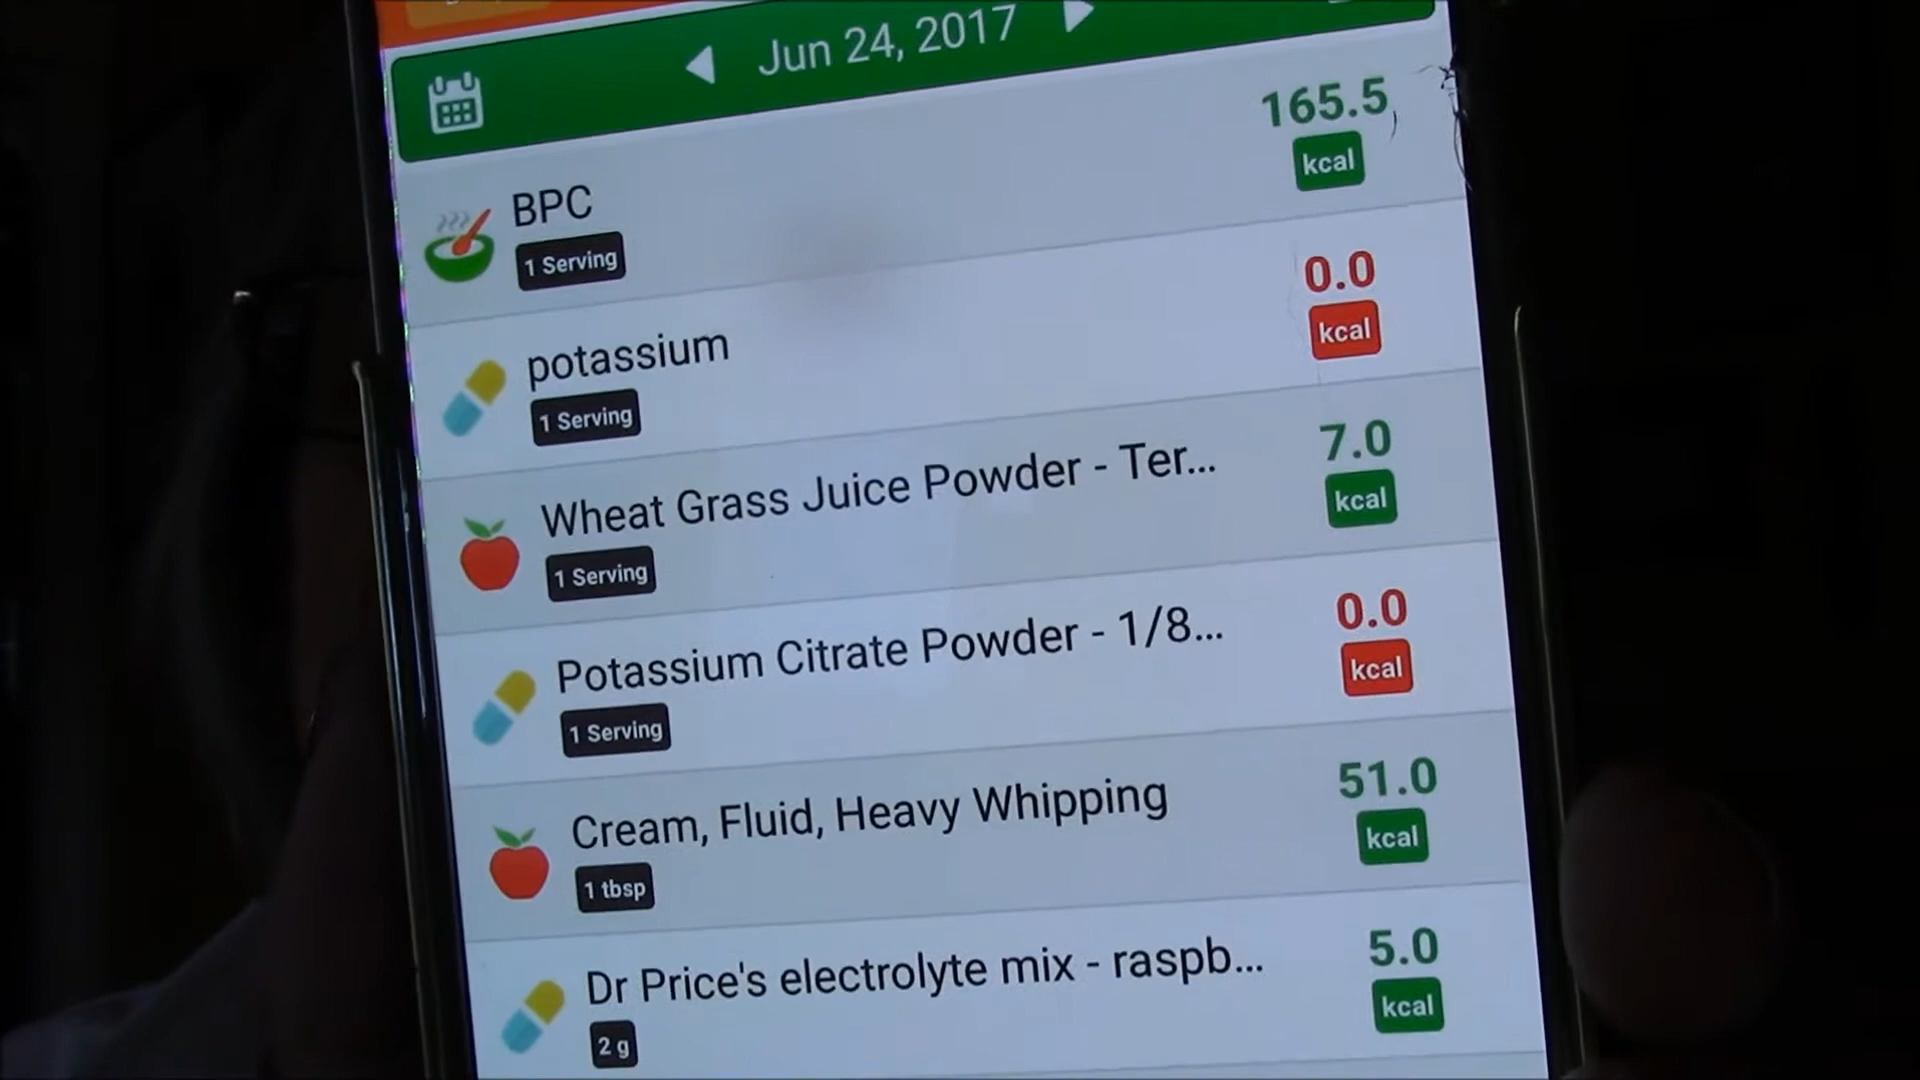 Jun 24, 2017
BPC
165.5
1 Serving
kcal
potassium
0.0
1 Serving
kcal
Wheat Grass Juice Powder - Ter...
7.0
1 Serving
kcal
Potassium Citrate Powder - 1/8...
0.0
1 Serving
kcal
Cream, Fluid, Heavy Whipping
51.0
1 tbsp
kcal
Dr Price's electrolyte mix - raspb...
5.0
2 g
kcal